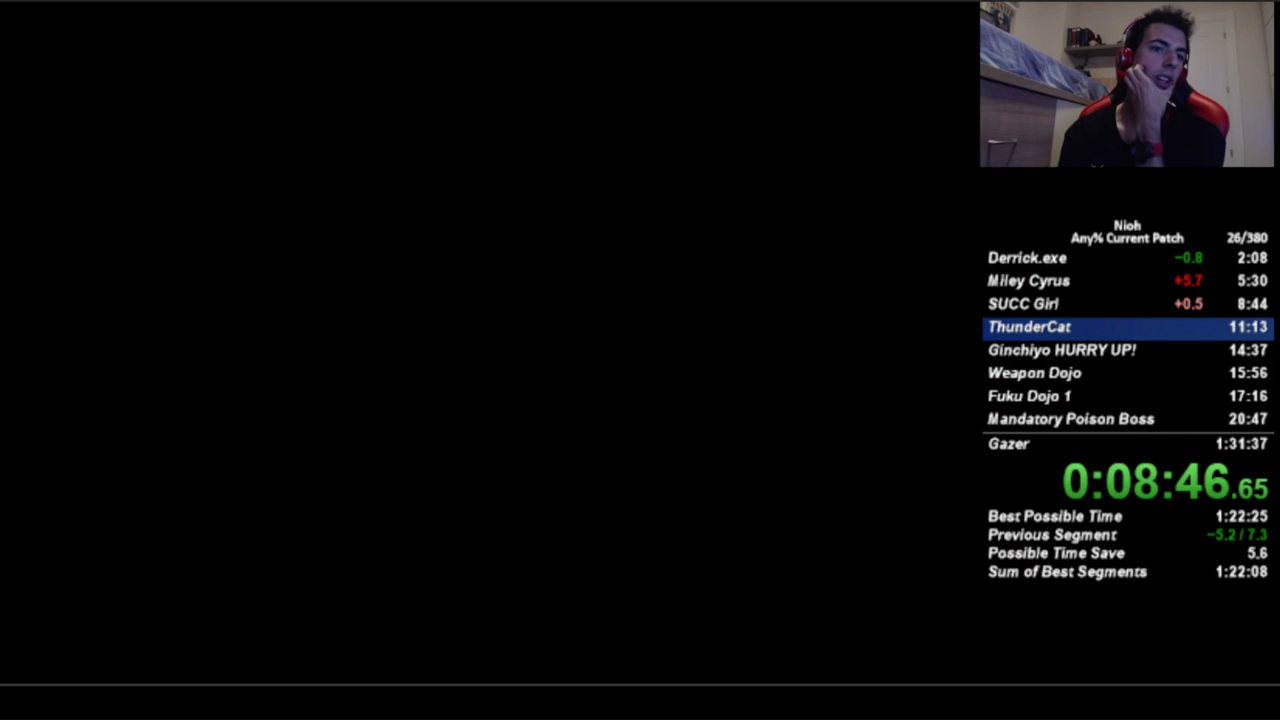 Nioh
Any% Current Patch 26/380
Derrick.exe −0.8 2:08
Miley Cyrus +5.7 5:30
SUCC Girl +0.5 8:44
ThunderCat 11:13
Ginchiyo HURRY UP! 14:37
Weapon Dojo 15:56
Fuku Dojo 1 17:16
Mandatory Poison Boss 20:47
Gazer 1:31:37
0:08:46.65
Best Possible Time 1:22:25
Previous Segment −5.2 / 7.3
Possible Time Save 5.6
Sum of Best Segments 1:22:08